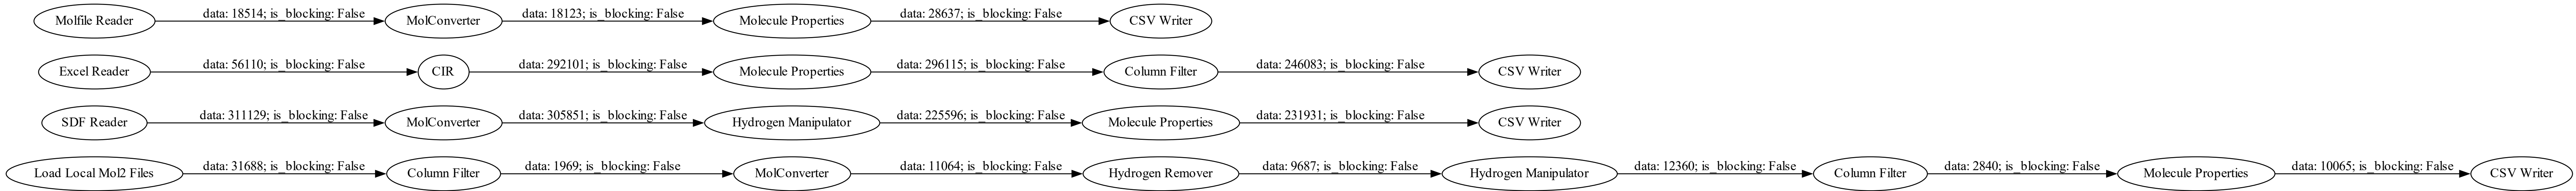 Molfile Reader data: 18514; is_blocking: False MolConverter data: 18123; is_blocking: False Molecule Properties data: 28637; is_blocking: False CSV Writer
Excel Reader data: 56110; is_blocking: False CIR data: 292101; is_blocking: False Molecule Properties data: 296115; is_blocking: False Column Filter data: 246083; is_blocking: False CSV Writer
SDF Reader data: 311129; is_blocking: False MolConverter data: 305851; is_blocking: False Hydrogen Manipulator data: 225596; is_blocking: False Molecule Properties data: 231931; is_blocking: False CSV Writer
Load Local Mol2 Files data: 31688; is_blocking: False Column Filter data: 1969; is_blocking: False MolConverter data: 11064; is_blocking: False Hydrogen Remover data: 9687; is_blocking: False Hydrogen Manipulator data: 12360; is_blocking: False Column Filter data: 2840; is_blocking: False Molecule Properties data: 10065; is_blocking: False CSV Writer